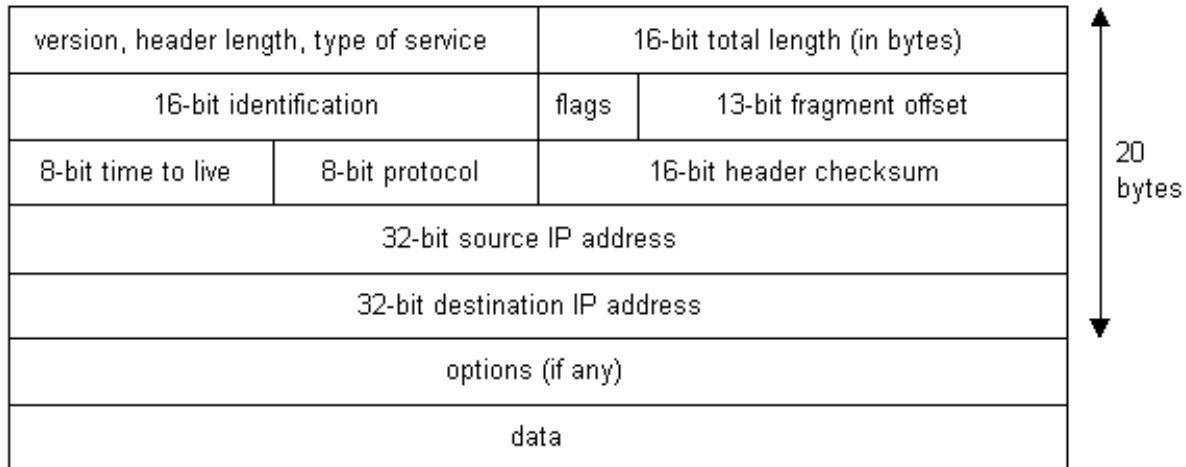 version, header length, type of service
16-bit total length (in bytes)
16-bit identification
flags
13-bit fragment offset
8-bit time to live
8-bit protocol
16-bit header checksum
20
bytes
32-bit source IP address
32-bit destination IP address
options (if any)
data